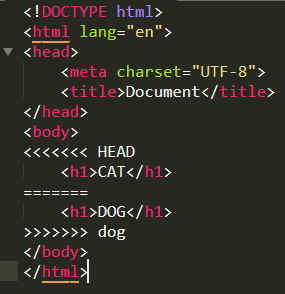 <!DOCTYPE html>
<html lang="en">
<head>
    <meta charset="UTF-8">
    <title>Document</title>
</head>
<body>
<<<<<<< HEAD
    <h1>CAT</h1>
=======
    <h1>DOG</h1>
>>>>>>> dog
</body>
</html>